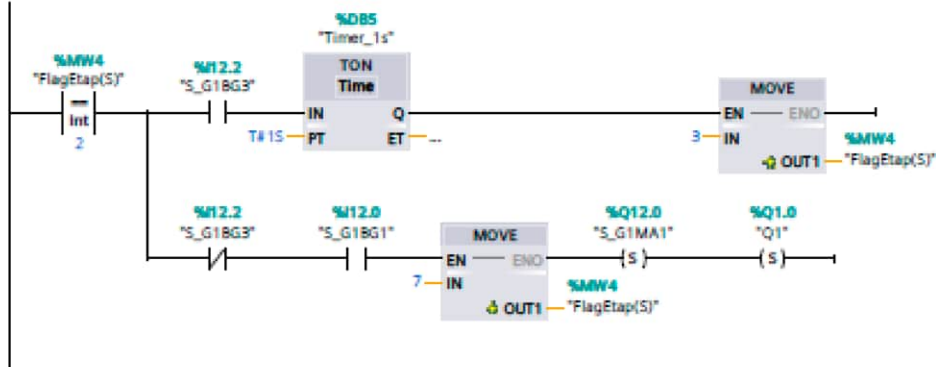 %DB5
"Timer_1s"
%MW4
"FlagEtap(S)"
==
Int
2
%I12.2
"S_G1BG3"
TON
Time
IN
Q
T#1S
PT
ET
...
MOVE
EN
ENO
3
IN
OUT1
%MW4
"FlagEtap(S)"
%I12.2
"S_G1BG3"
%I12.0
"S_G1BG1"
MOVE
EN
ENO
7
IN
OUT1
%MW4
"FlagEtap(S)"
%Q12.0
"S_G1MA1"
S
%Q1.0
"Q1"
S